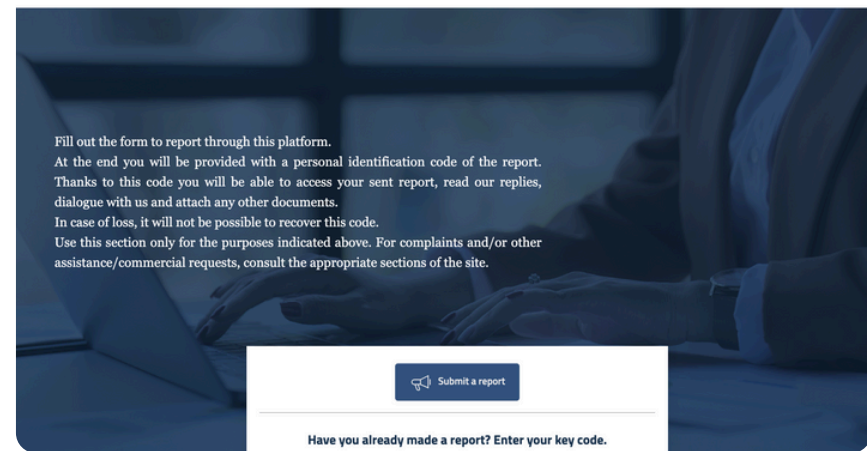 Fill out the form to report through this platform.
At the end you will be provided with a personal identification code of the report.
Thanks to this code you will be able to access your sent report, read our replies,
dialogue with us and attach any other documents.
In case of loss, it will not be possible to recover this code.
Use this section only for the purposes indicated above. For complaints and/or other
assistance/commercial requests, consult the appropriate sections of the site.
Submit a report
Have you already made a report? Enter your key code.